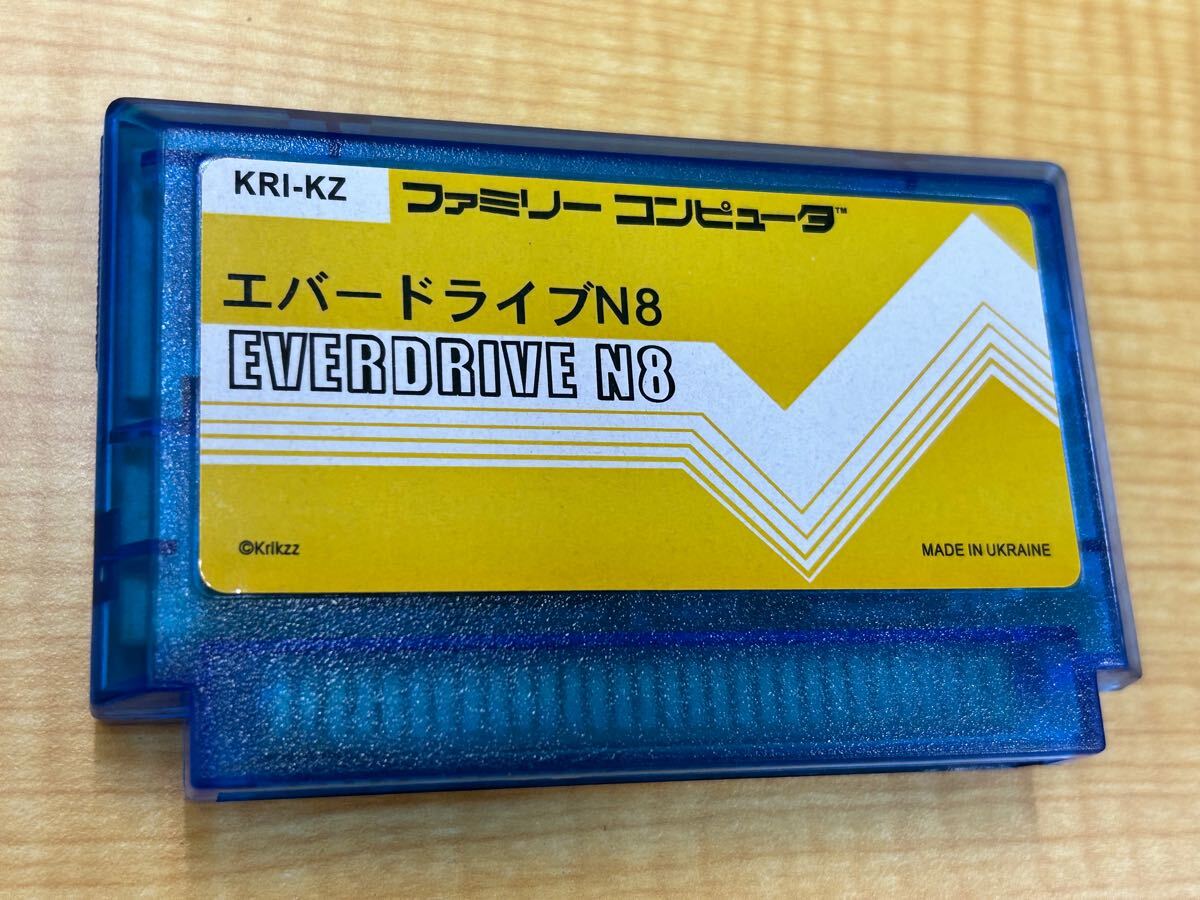 KRI-KZ
ファミリー コンピュータ™
エバードライブN8
EVERDRIVE N8
©Krikzz
MADE IN UKRAINE